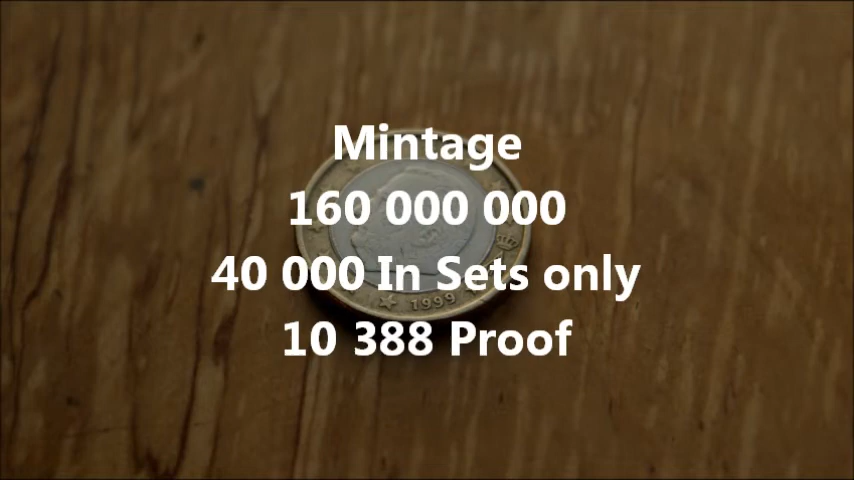 Mintage
160 000 000
40 000 In Sets only
10 388 Proof
1999